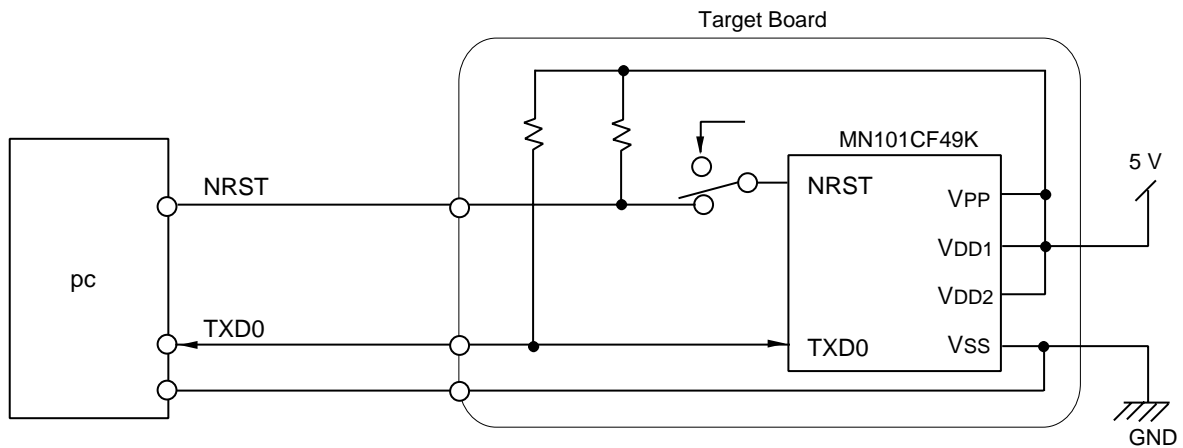 Target Board
MN101CF49K
5 V
NRST
NRST
VPP
VDD1
pc
VDD2
TXD0
TXD0
VSS
GND